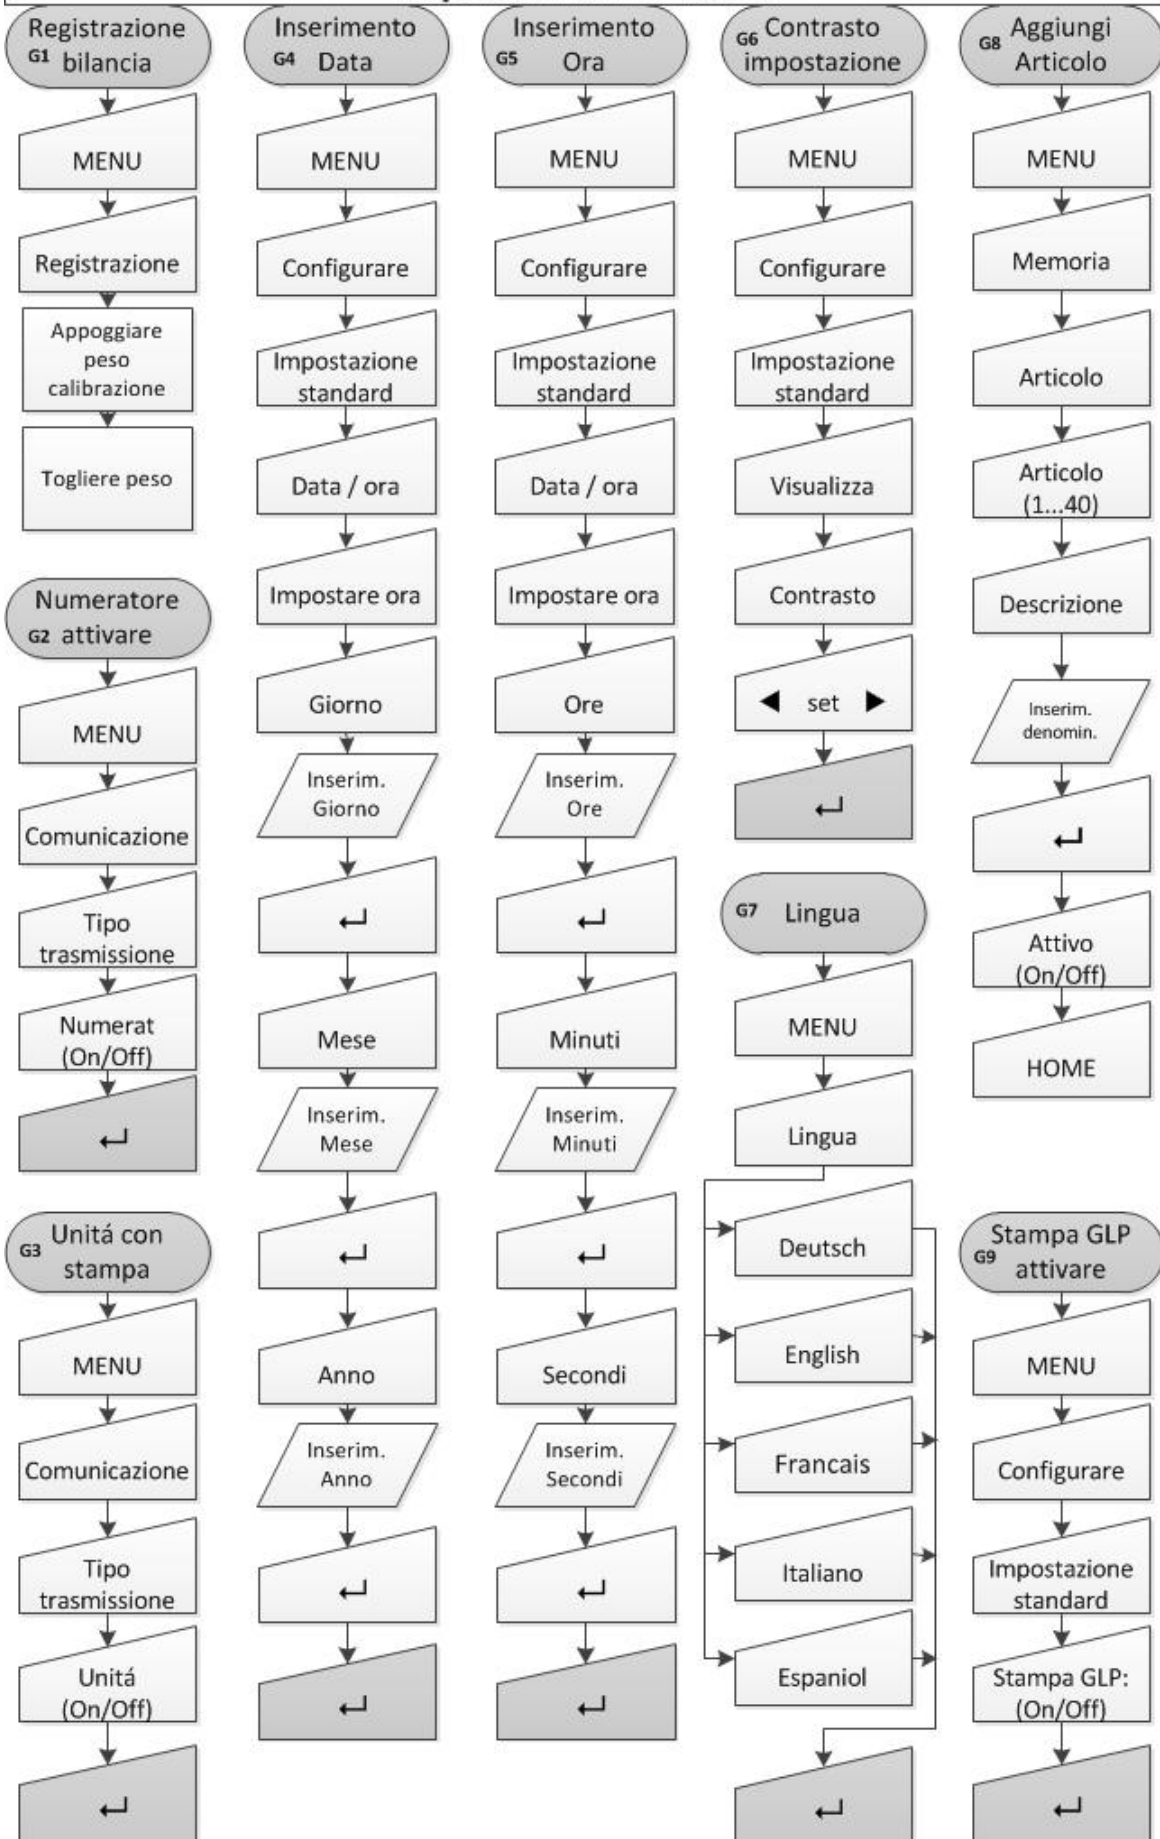 Registrazione
G1 bilancia
MENU
Registrazione
Appoggiare
peso
calibrazione
Togliere peso
Numeratore
G2 attivare
MENU
Comunicazione
Tipo
trasmissione
Numerat
(On/Off)
↵
G3 Unitá con
stampa
MENU
Comunicazione
Tipo
trasmissione
Unitá
(On/Off)
↵
Inserimento
G4 Data
MENU
Configurare
Impostazione
standard
Data / ora
Impostare ora
Giorno
Inserim.
Giorno
↵
Mese
Inserim.
Mese
↵
Anno
Inserim.
Anno
↵
↵
Inserimento
G5 Ora
MENU
Configurare
Impostazione
standard
Data / ora
Impostare ora
Ore
Inserim.
Ore
↵
Minuti
Inserim.
Minuti
↵
Secondi
Inserim.
Secondi
↵
↵
G6 Contrasto
impostazione
MENU
Configurare
Impostazione
standard
Visualizza
Contrasto
◀ set ▶
↵
G7 Lingua
MENU
Lingua
Deutsch
English
Francais
Italiano
Espaniol
↵
G8 Aggiungi
Articolo
MENU
Memoria
Articolo
Articolo
(1...40)
Descrizione
Inserim.
denomin.
↵
Attivo
(On/Off)
HOME
Stampa GLP
G9 attivare
MENU
Configurare
Impostazione
standard
Stampa GLP:
(On/Off)
↵